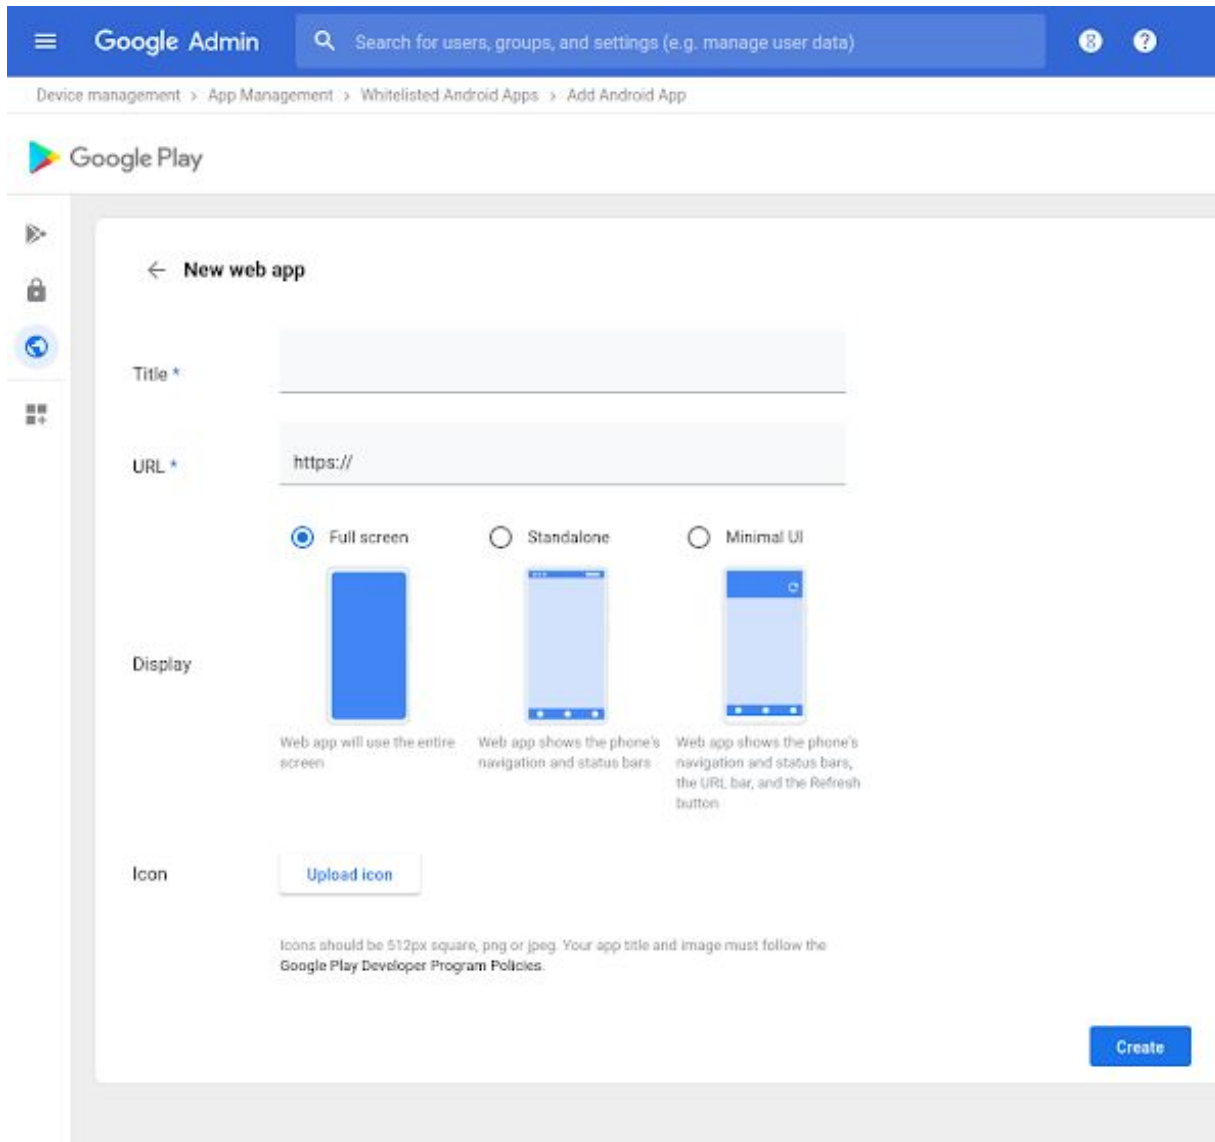 Google Admin
Search for users, groups, and settings (e.g. manage user data)
8 ?
Device management > App Management > Whitelisted Android Apps > Add Android App
Google Play
New web app
Title *
URL *
https://
Full screen
Standalone
Minimal UI
Display
Web app will use the entire
screen
Web app shows the phone's
navigation and status bars
Web app shows the phone's
navigation and status bars,
the URL bar, and the Refresh
button
Icon
Upload icon
Icons should be 512px square, png or jpeg. Your app title and image must follow the
Google Play Developer Program Policies.
Create